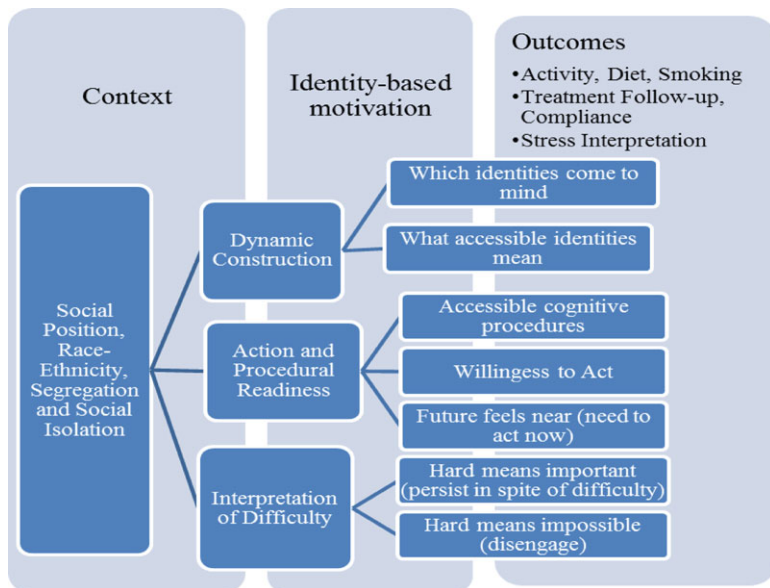 Context
Identity-based
motivation
Outcomes
•Activity, Diet, Smoking
•Treatment Follow-up,
Compliance
•Stress Interpretation
Social
Position,
Race-
Ethnicity,
Segregation
and Social
Isolation
Dynamic
Construction
Which identities come to
mind
What accessible identities
mean
Action and
Procedural
Readiness
Accessible cognitive
procedures
Willingess to Act
Future feels near (need to
act now)
Interpretation
of Difficulty
Hard means important
(persist in spite of difficulty)
Hard means impossible
(disengage)